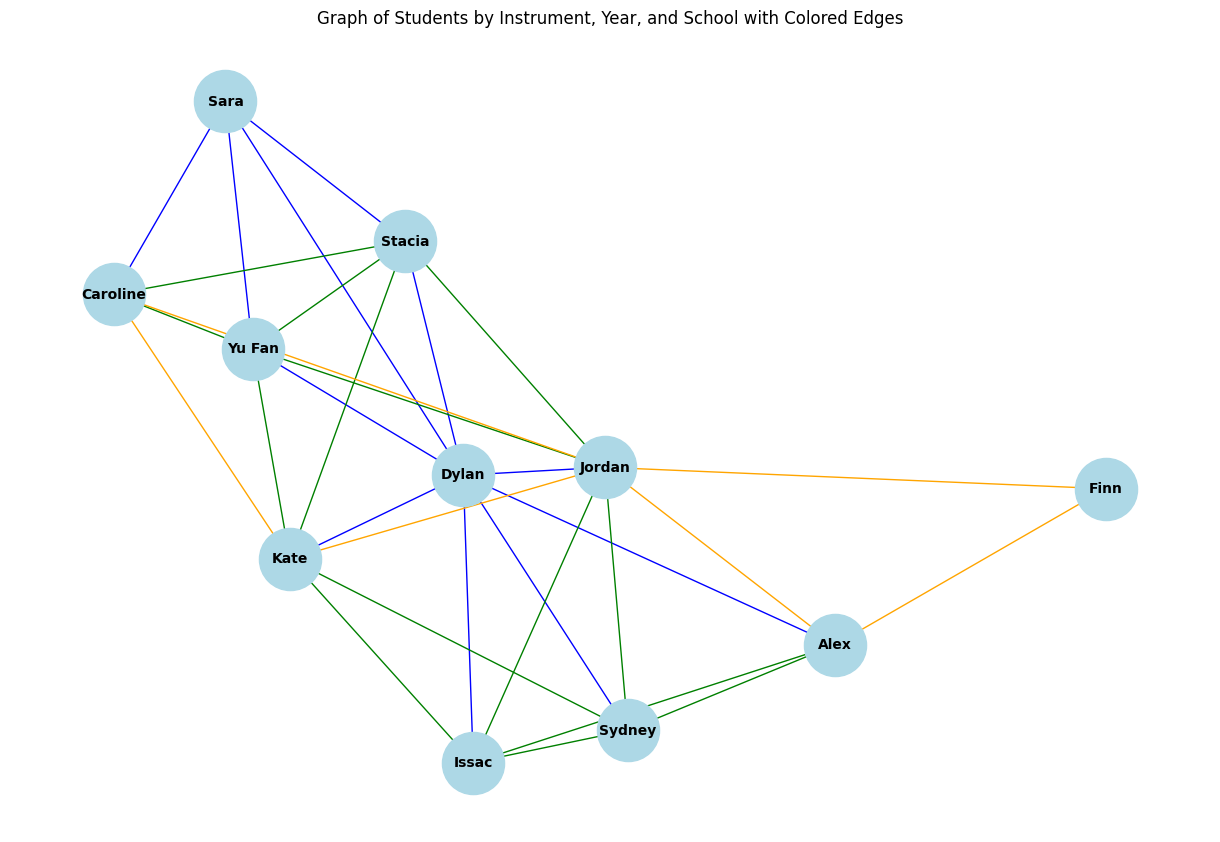 Graph of Students by Instrument, Year, and School with Colored Edges
Sara
Stacia
Caroline
Yu Fan
Dylan
Jordan
Finn
Kate
Alex
Sydney
Issac